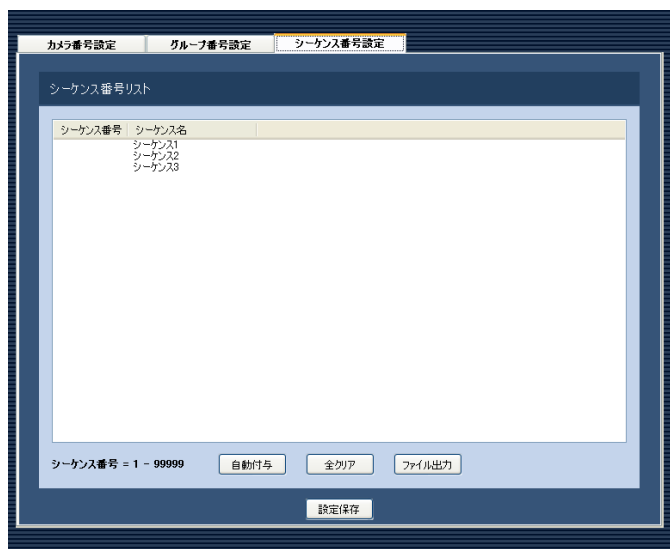 カメラ番号設定 グループ番号設定 シーケンス番号設定
シーケンス番号リスト
シーケンス番号 シーケンス名
シーケンス1
シーケンス2
シーケンス3
シーケンス番号 = 1 - 99999 自動付与 全クリア ファイル出力
設定保存